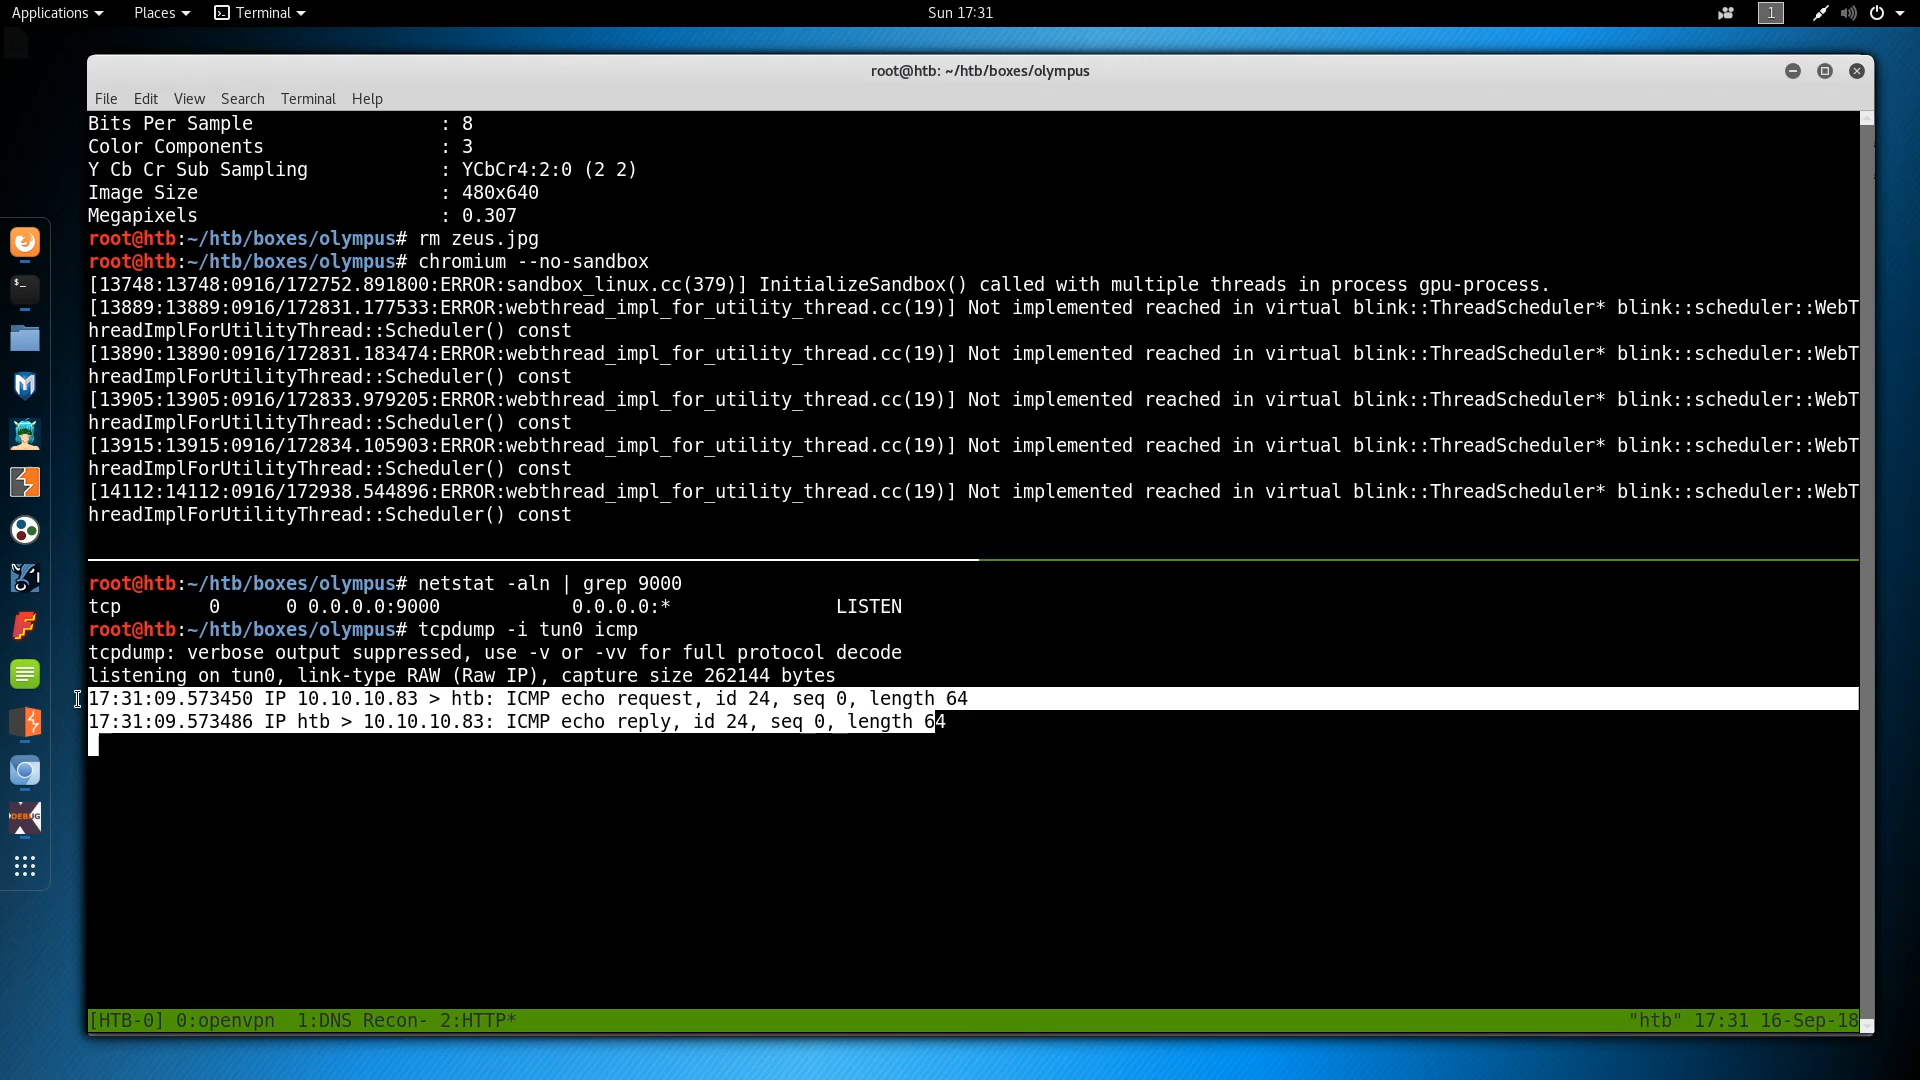 Applications Places Terminal Sun 17:31 1
root@htb: ~/htb/boxes/olympus
File Edit View Search Terminal Help
Bits Per Sample                 : 8
Color Components                : 3
Y Cb Cr Sub Sampling            : YCbCr4:2:0 (2 2)
Image Size                      : 480x640
Megapixels                      : 0.307
root@htb:~/htb/boxes/olympus# rm zeus.jpg
root@htb:~/htb/boxes/olympus# chromium --no-sandbox
[13748:13748:0916/172752.891800:ERROR:sandbox_linux.cc(379)] InitializeSandbox() called with multiple threads in process gpu-process.
[13889:13889:0916/172831.177533:ERROR:webthread_impl_for_utility_thread.cc(19)] Not implemented reached in virtual blink::ThreadScheduler* blink::scheduler::WebT
hreadImplForUtilityThread::Scheduler() const
[13890:13890:0916/172831.183474:ERROR:webthread_impl_for_utility_thread.cc(19)] Not implemented reached in virtual blink::ThreadScheduler* blink::scheduler::WebT
hreadImplForUtilityThread::Scheduler() const
[13905:13905:0916/172833.979205:ERROR:webthread_impl_for_utility_thread.cc(19)] Not implemented reached in virtual blink::ThreadScheduler* blink::scheduler::WebT
hreadImplForUtilityThread::Scheduler() const
[13915:13915:0916/172834.105903:ERROR:webthread_impl_for_utility_thread.cc(19)] Not implemented reached in virtual blink::ThreadScheduler* blink::scheduler::WebT
hreadImplForUtilityThread::Scheduler() const
[14112:14112:0916/172938.544896:ERROR:webthread_impl_for_utility_thread.cc(19)] Not implemented reached in virtual blink::ThreadScheduler* blink::scheduler::WebT
hreadImplForUtilityThread::Scheduler() const
root@htb:~/htb/boxes/olympus# netstat -aln | grep 9000
tcp        0      0 0.0.0.0:9000            0.0.0.0:*               LISTEN
root@htb:~/htb/boxes/olympus# tcpdump -i tun0 icmp
tcpdump: verbose output suppressed, use -v or -vv for full protocol decode
listening on tun0, link-type RAW (Raw IP), capture size 262144 bytes
17:31:09.573450 IP 10.10.10.83 > htb: ICMP echo request, id 24, seq 0, length 64
17:31:09.573486 IP htb > 10.10.10.83: ICMP echo reply, id 24, seq 0, length 64
DEBUG
[HTB-0] 0:openvpn  1:DNS Recon- 2:HTTP* "htb" 17:31 16-Sep-18